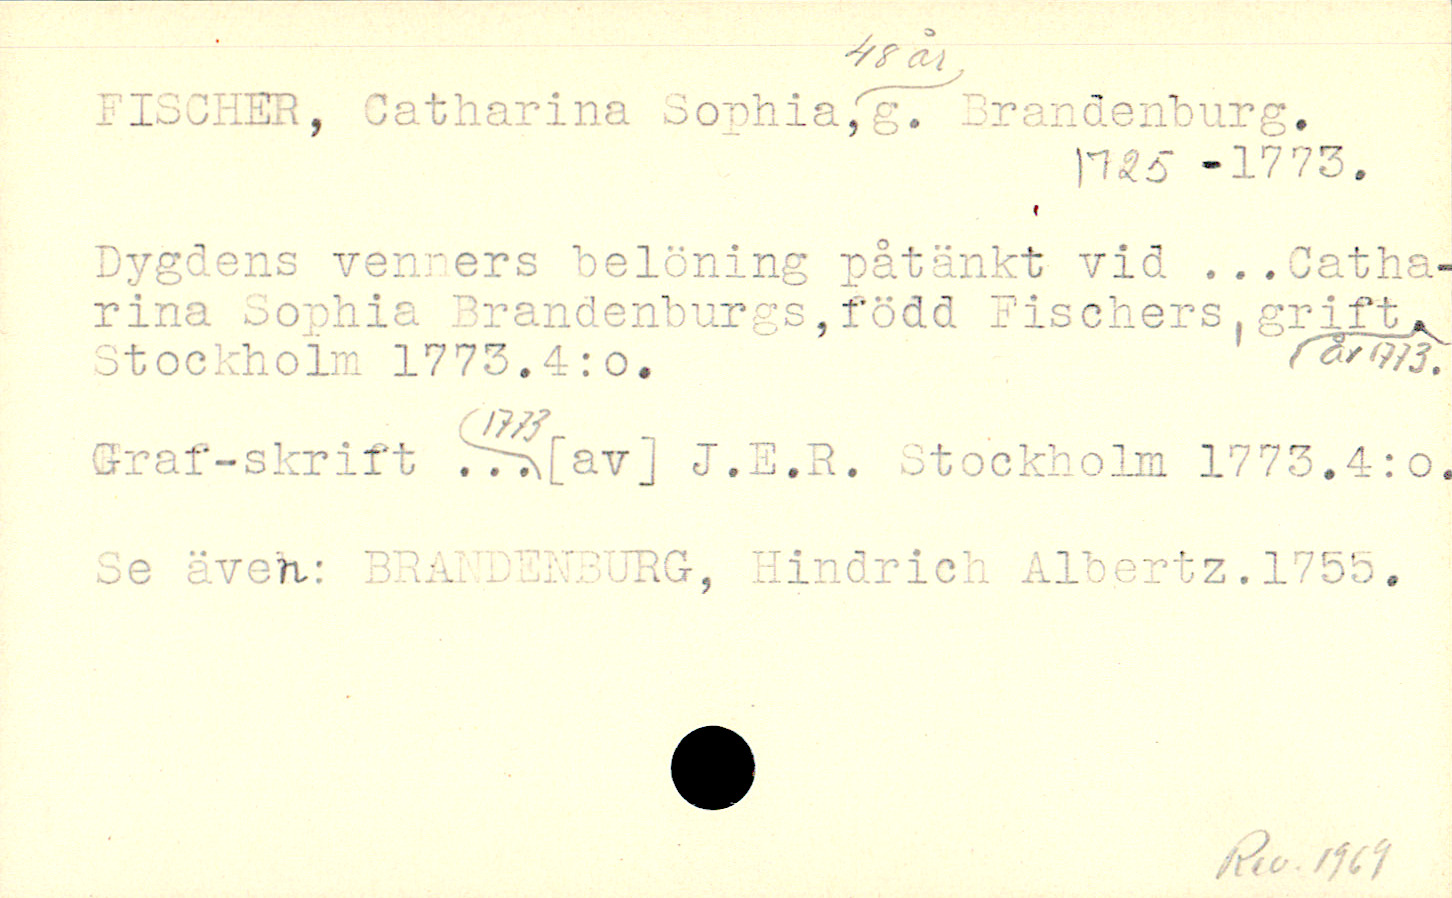 48 år,
FISCHER, Catharina Sophia, g. Brandenburg.
1725 -1773.
Dygdens venners belöning påtänkt vid ...Catha-
rina Sophia Brandenburgs,född Fischers, grift.
år 1773.
Stockholm 1773.4:o.
1773
Graf-skrift ...[av] J.E.R. Stockholm 1773.4:o.
Se även: BRANDENBURG, Hindrich Albertz.1755.
Rev. 1969